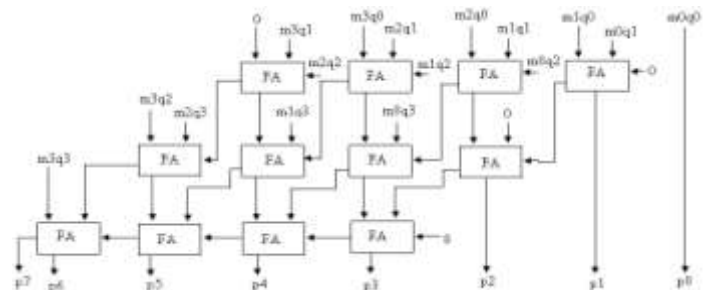 0 m3q1 m3q0 m2q1 m2q0 m1q1 m1q0 m0q1 m0q0
FA m2q2 FA m1q2 FA m0q2 FA 0
m3q2 m2q3 m1q3 m0q3 0
FA FA FA FA
m3q3
FA FA FA FA 0
p7 p6 p5 p4 p3 p2 p1 p0